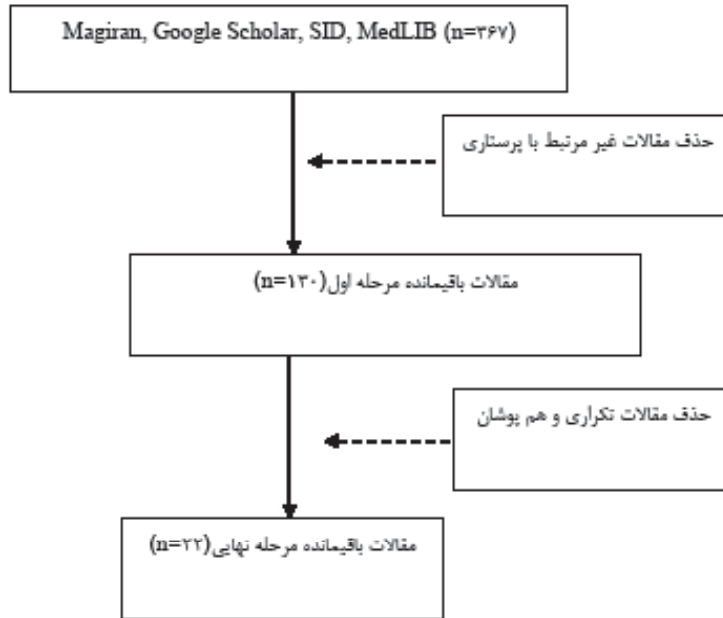 Magiran, Google Scholar, SID, MedLIB (n=۳۶۷)
حذف مقالات غیر مرتبط با پرستاری
مقالات باقیمانده مرحله اول(n=۱۳۰)
حذف مقالات تکراری و هم پوشان
مقالات باقیمانده مرحله نهایی(n=۲۲)